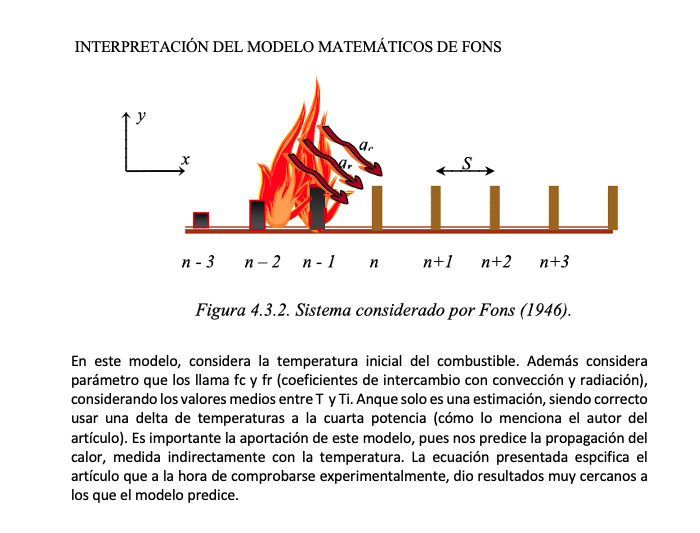 INTERPRETACIÓN DEL MODELO MATEMÁTICOS DE FONS
y
x
qc
qr
S
n - 3 n – 2 n - 1 n n+1 n+2 n+3
Figura 4.3.2. Sistema considerado por Fons (1946).
En este modelo, considera la temperatura inicial del combustible. Además considera
parámetro que los llama fc y fr (coeficientes de intercambio con convección y radiación),
considerando los valores medios entre T y Ti. Anque solo es una estimación, siendo correcto
usar una delta de temperaturas a la cuarta potencia (cómo lo menciona el autor del
artículo). Es importante la aportación de este modelo, pues nos predice la propagación del
calor, medida indirectamente con la temperatura. La ecuación presentada espcifica el
artículo que a la hora de comprobarse experimentalmente, dio resultados muy cercanos a
los que el modelo predice.